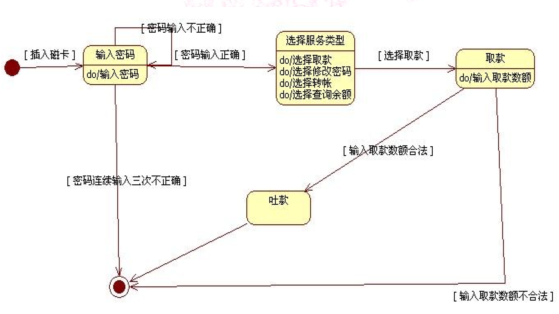 [ 密码输入不正确 ]
[ 插入磁卡 ]
输入密码
do/输入密码
[ 密码输入正确 ]
选择服务类型
do/选择取款
do/选择修改密码
do/选择转帐
do/选择查询余额
[ 选择取款 ]
取款
do/输入取款数额
[ 输入取款数额合法 ]
[ 密码连续输入三次不正确 ]
吐款
[ 输入取款数额不合法 ]